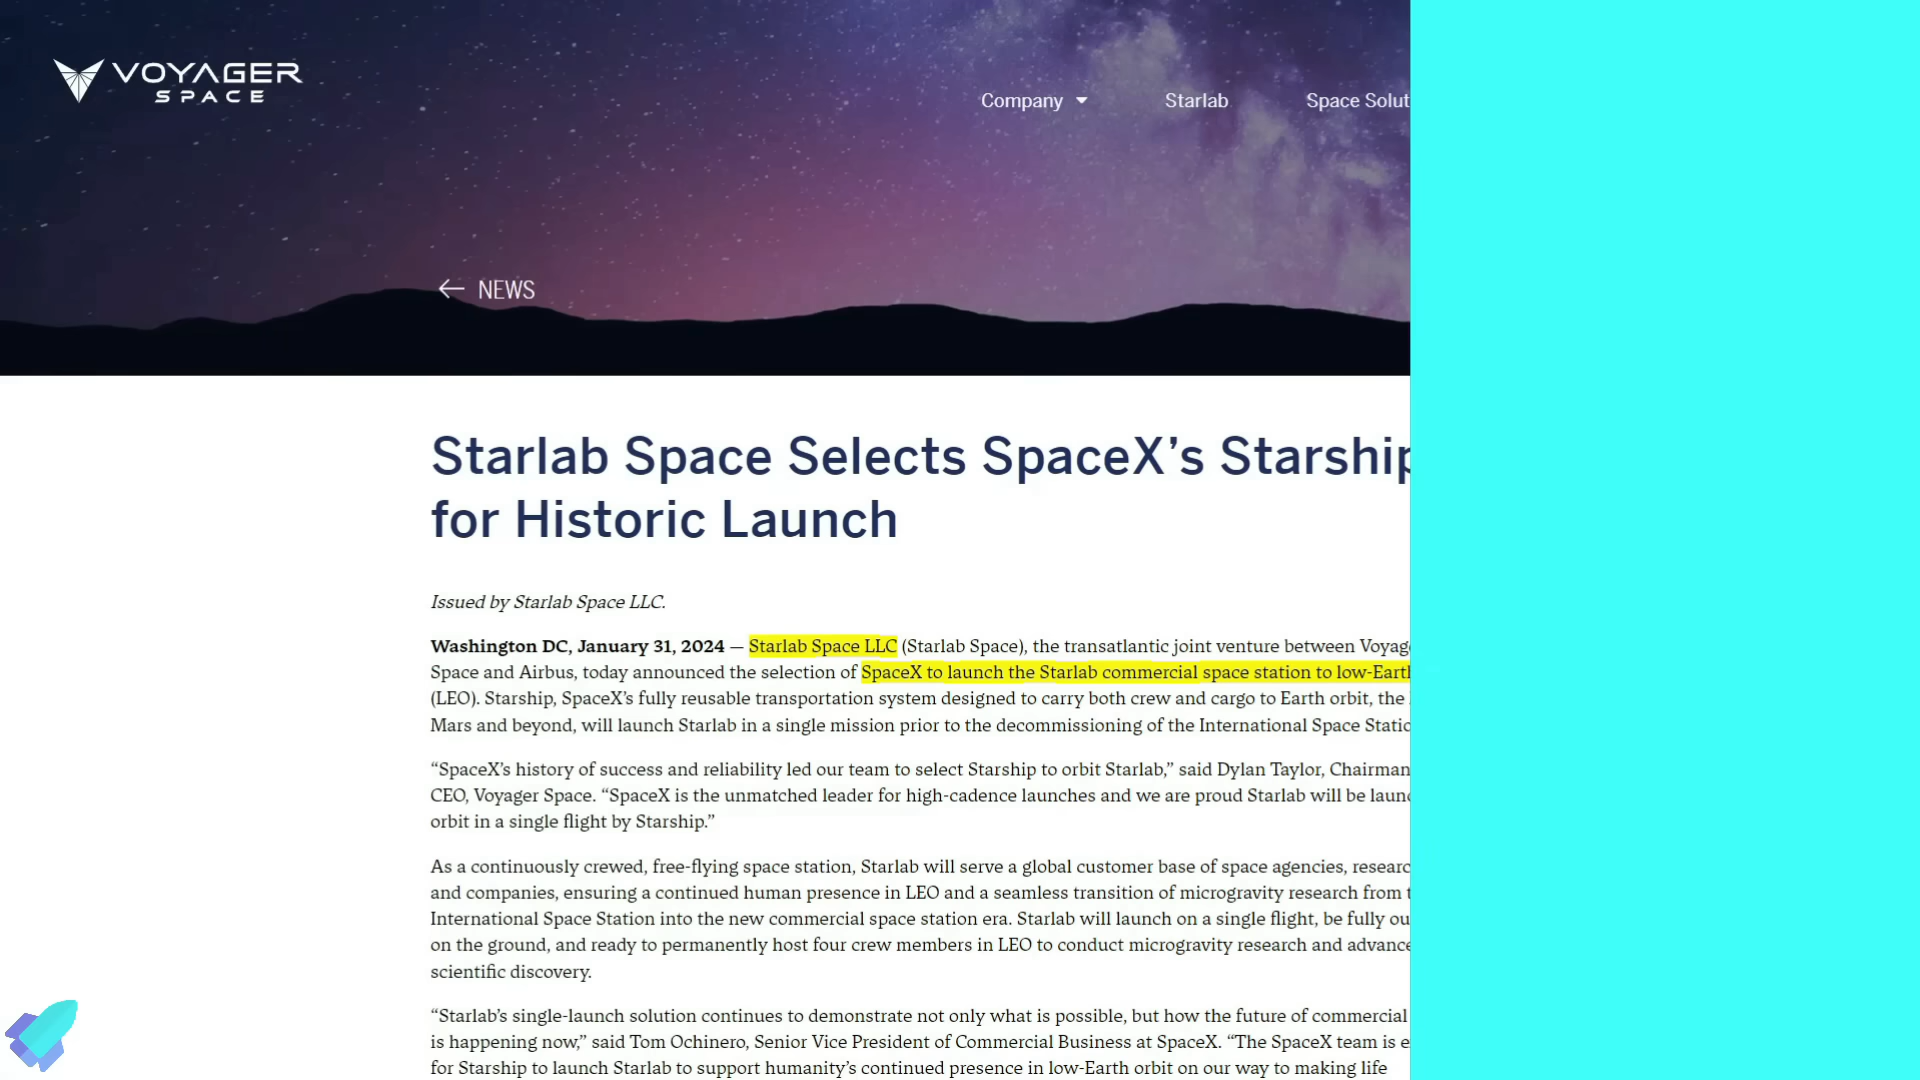 VOYAGER
SPACE
Company
Starlab
Space Solut
← NEWS
Starlab Space Selects SpaceX’s Starship
for Historic Launch
Issued by Starlab Space LLC.
Washington DC, January 31, 2024 — Starlab Space LLC (Starlab Space), the transatlantic joint venture between Voyag
Space and Airbus, today announced the selection of SpaceX to launch the Starlab commercial space station to low-Earth
(LEO). Starship, SpaceX’s fully reusable transportation system designed to carry both crew and cargo to Earth orbit, the
Mars and beyond, will launch Starlab in a single mission prior to the decommissioning of the International Space Statio
“SpaceX’s history of success and reliability led our team to select Starship to orbit Starlab,” said Dylan Taylor, Chairman
CEO, Voyager Space. “SpaceX is the unmatched leader for high-cadence launches and we are proud Starlab will be launc
orbit in a single flight by Starship.”
As a continuously crewed, free-flying space station, Starlab will serve a global customer base of space agencies, researc
and companies, ensuring a continued human presence in LEO and a seamless transition of microgravity research from t
International Space Station into the new commercial space station era. Starlab will launch on a single flight, be fully ou
on the ground, and ready to permanently host four crew members in LEO to conduct microgravity research and advance
scientific discovery.
“Starlab’s single-launch solution continues to demonstrate not only what is possible, but how the future of commercial
is happening now,” said Tom Ochinero, Senior Vice President of Commercial Business at SpaceX. “The SpaceX team is e
for Starship to launch Starlab to support humanity’s continued presence in low-Earth orbit on our way to making life